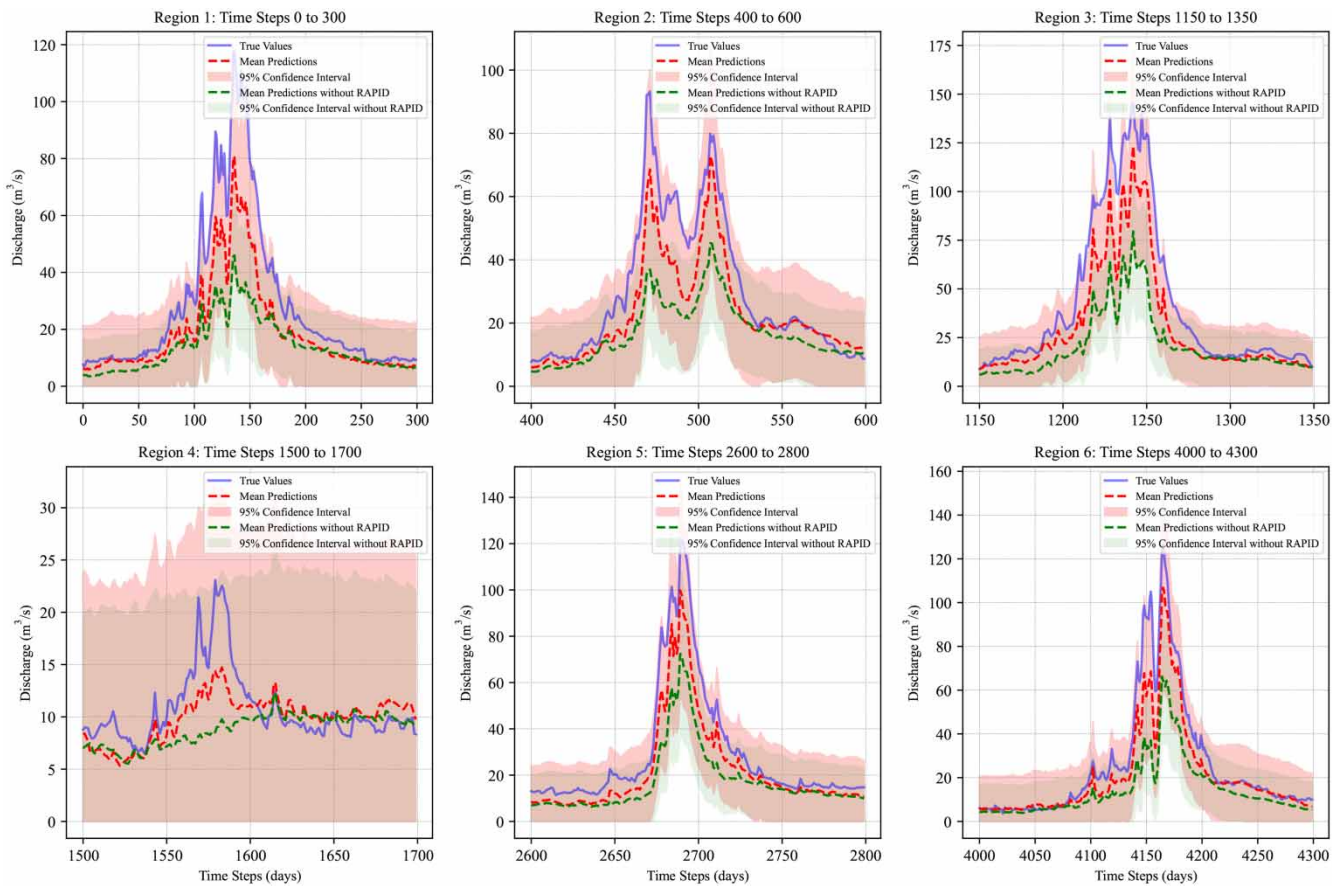 Region 1: Time Steps 0 to 300
True Values
Mean Predictions
95% Confidence Interval
Mean Predictions without RAPID
95% Confidence Interval without RAPID
Discharge (m³/s)
120
100
80
60
40
20
0
0 50 100 150 200 250 300
Region 2: Time Steps 400 to 600
True Values
Mean Predictions
95% Confidence Interval
Mean Predictions without RAPID
95% Confidence Interval without RAPID
Discharge (m³/s)
100
80
60
40
20
0
400 450 500 550 600
Region 3: Time Steps 1150 to 1350
True Values
Mean Predictions
95% Confidence Interval
Mean Predictions without RAPID
95% Confidence Interval without RAPID
Discharge (m³/s)
175
150
125
100
75
50
25
0
1150 1200 1250 1300 1350
Region 4: Time Steps 1500 to 1700
True Values
Mean Predictions
95% Confidence Interval
Mean Predictions without RAPID
95% Confidence Interval without RAPID
Discharge (m³/s)
30
25
20
15
10
5
0
1500 1550 1600 1650 1700
Time Steps (days)
Region 5: Time Steps 2600 to 2800
True Values
Mean Predictions
95% Confidence Interval
Mean Predictions without RAPID
95% Confidence Interval without RAPID
Discharge (m³/s)
140
120
100
80
60
40
20
0
2600 2650 2700 2750 2800
Time Steps (days)
Region 6: Time Steps 4000 to 4300
True Values
Mean Predictions
95% Confidence Interval
Mean Predictions without RAPID
95% Confidence Interval without RAPID
Discharge (m³/s)
160
140
120
100
80
60
40
20
0
4000 4050 4100 4150 4200 4250 4300
Time Steps (days)